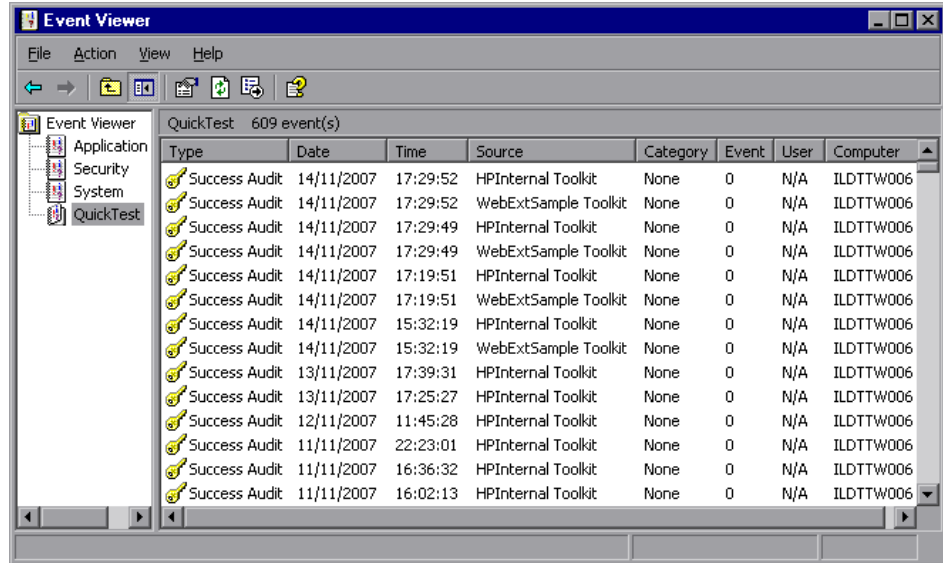 Event Viewer
File Action View Help
Event Viewer
Application
Security
System
QuickTest
QuickTest 609 event(s)
Type Date Time Source Category Event User Computer
Success Audit 14/11/2007 17:29:52 HPInternal Toolkit None 0 N/A ILDTTW006
Success Audit 14/11/2007 17:29:52 WebExtSample Toolkit None 0 N/A ILDTTW006
Success Audit 14/11/2007 17:29:49 HPInternal Toolkit None 0 N/A ILDTTW006
Success Audit 14/11/2007 17:29:49 WebExtSample Toolkit None 0 N/A ILDTTW006
Success Audit 14/11/2007 17:19:51 HPInternal Toolkit None 0 N/A ILDTTW006
Success Audit 14/11/2007 17:19:51 WebExtSample Toolkit None 0 N/A ILDTTW006
Success Audit 14/11/2007 15:32:19 HPInternal Toolkit None 0 N/A ILDTTW006
Success Audit 14/11/2007 15:32:19 WebExtSample Toolkit None 0 N/A ILDTTW006
Success Audit 13/11/2007 17:39:31 HPInternal Toolkit None 0 N/A ILDTTW006
Success Audit 13/11/2007 17:25:27 HPInternal Toolkit None 0 N/A ILDTTW006
Success Audit 12/11/2007 11:45:28 HPInternal Toolkit None 0 N/A ILDTTW006
Success Audit 11/11/2007 22:23:01 HPInternal Toolkit None 0 N/A ILDTTW006
Success Audit 11/11/2007 16:36:32 HPInternal Toolkit None 0 N/A ILDTTW006
Success Audit 11/11/2007 16:02:13 HPInternal Toolkit None 0 N/A ILDTTW006